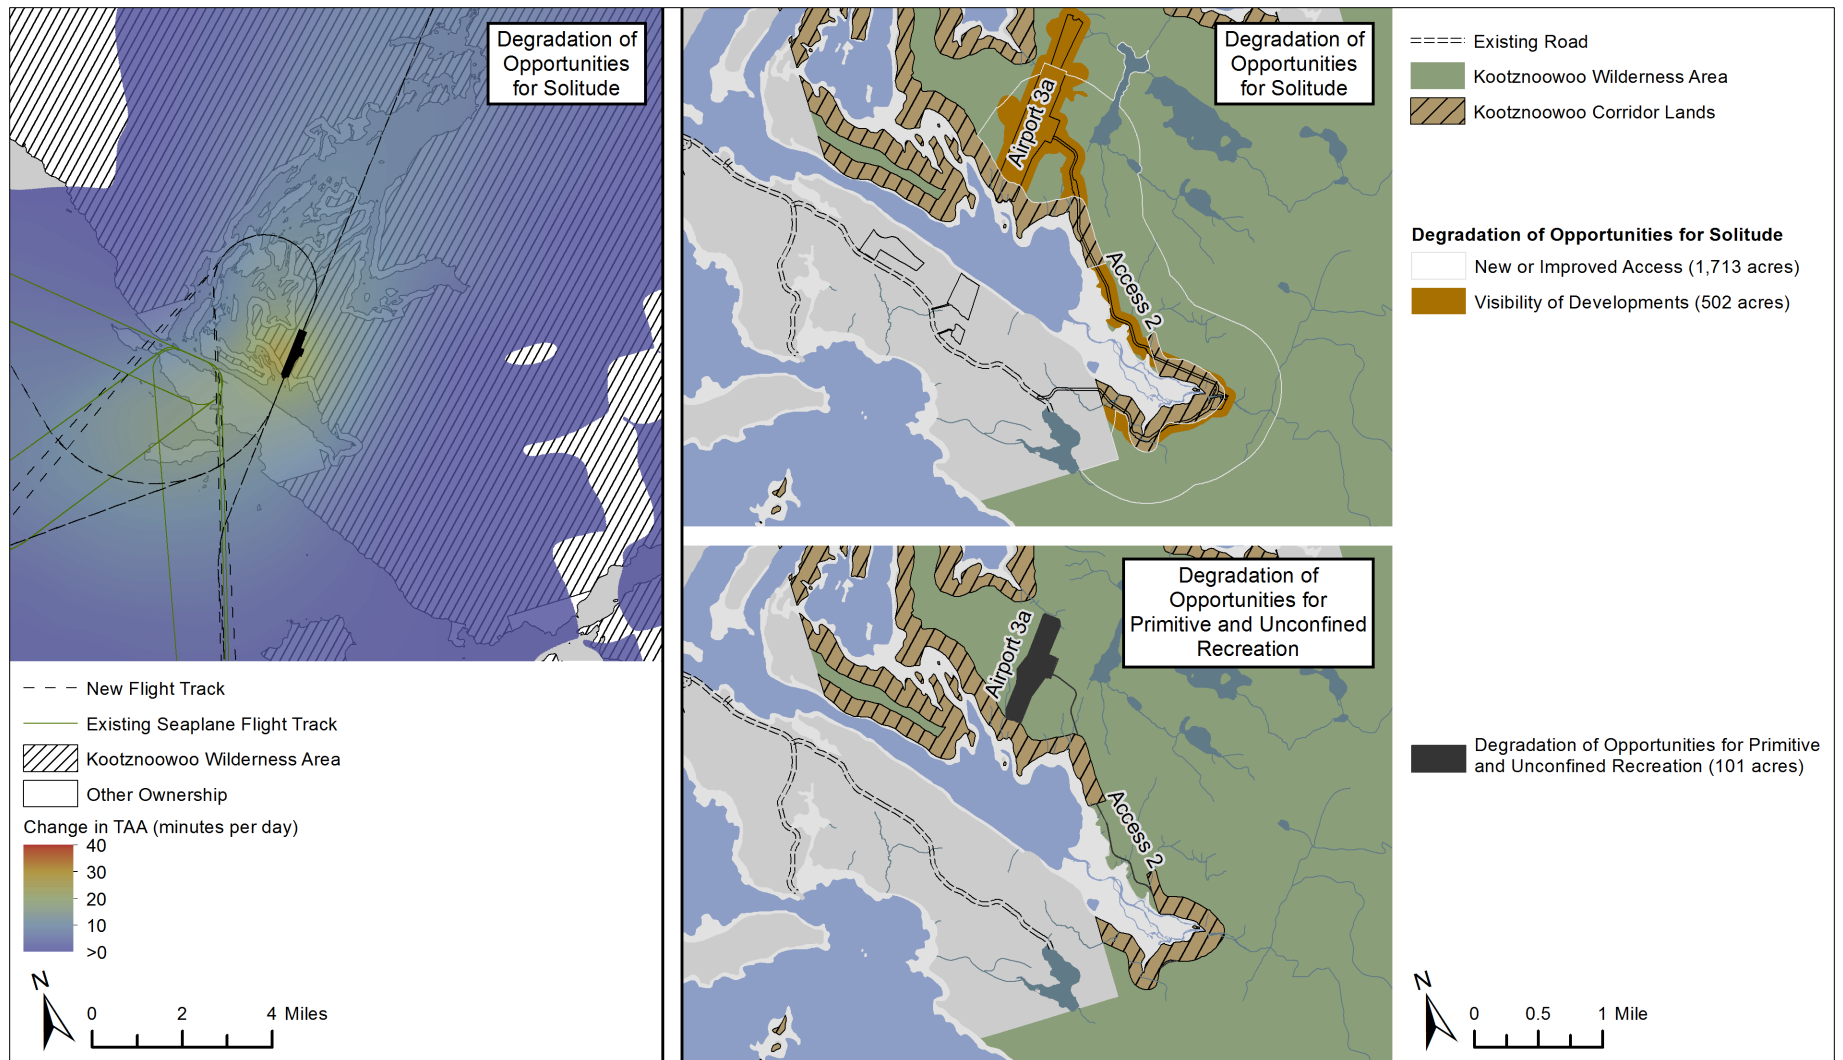 Degradation of
Opportunities
for Solitude
New Flight Track
Existing Seaplane Flight Track
Kootznoowoo Wilderness Area
Other Ownership
Change in TAA (minutes per day)
40
30
20
10
>0
N
0 2 4 Miles
Degradation of
Opportunities
for Solitude
Airport 3a
Access 2
Degradation of
Opportunities for
Primitive and Unconfined
Recreation
Airport 3a
Access 2
Existing Road
Kootznoowoo Wilderness Area
Kootznoowoo Corridor Lands
Degradation of Opportunities for Solitude
New or Improved Access (1,713 acres)
Visibility of Developments (502 acres)
Degradation of Opportunities for Primitive
and Unconfined Recreation (101 acres)
N
0 0.5 1 Mile